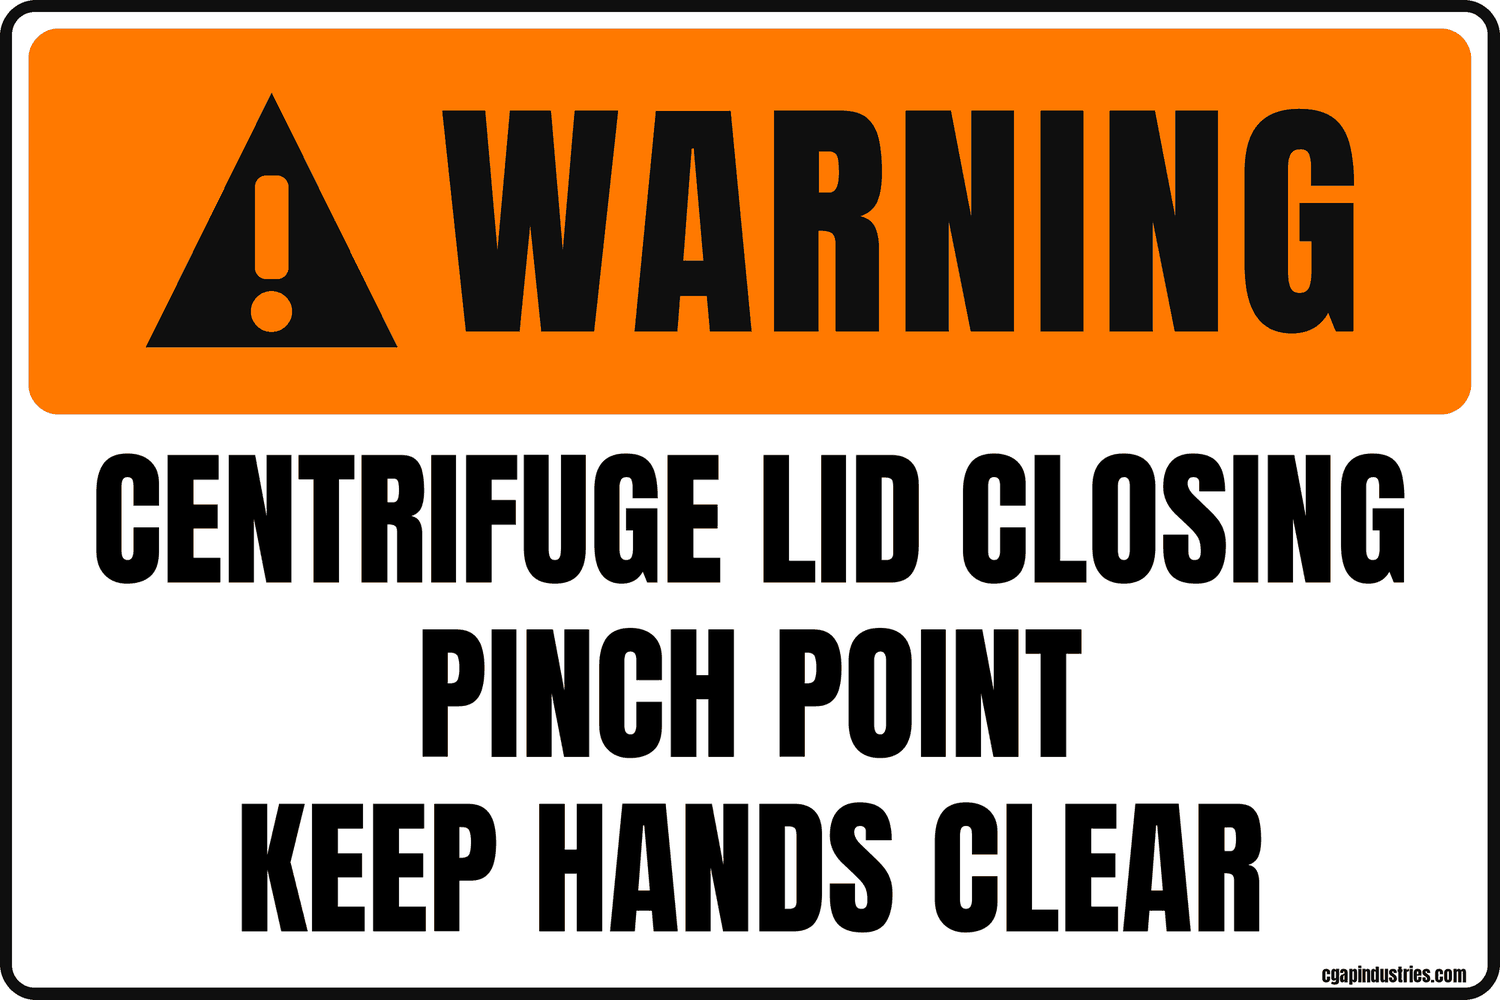 WARNING
CENTRIFUGE LID CLOSING
PINCH POINT
KEEP HANDS CLEAR
cgapindustries.com